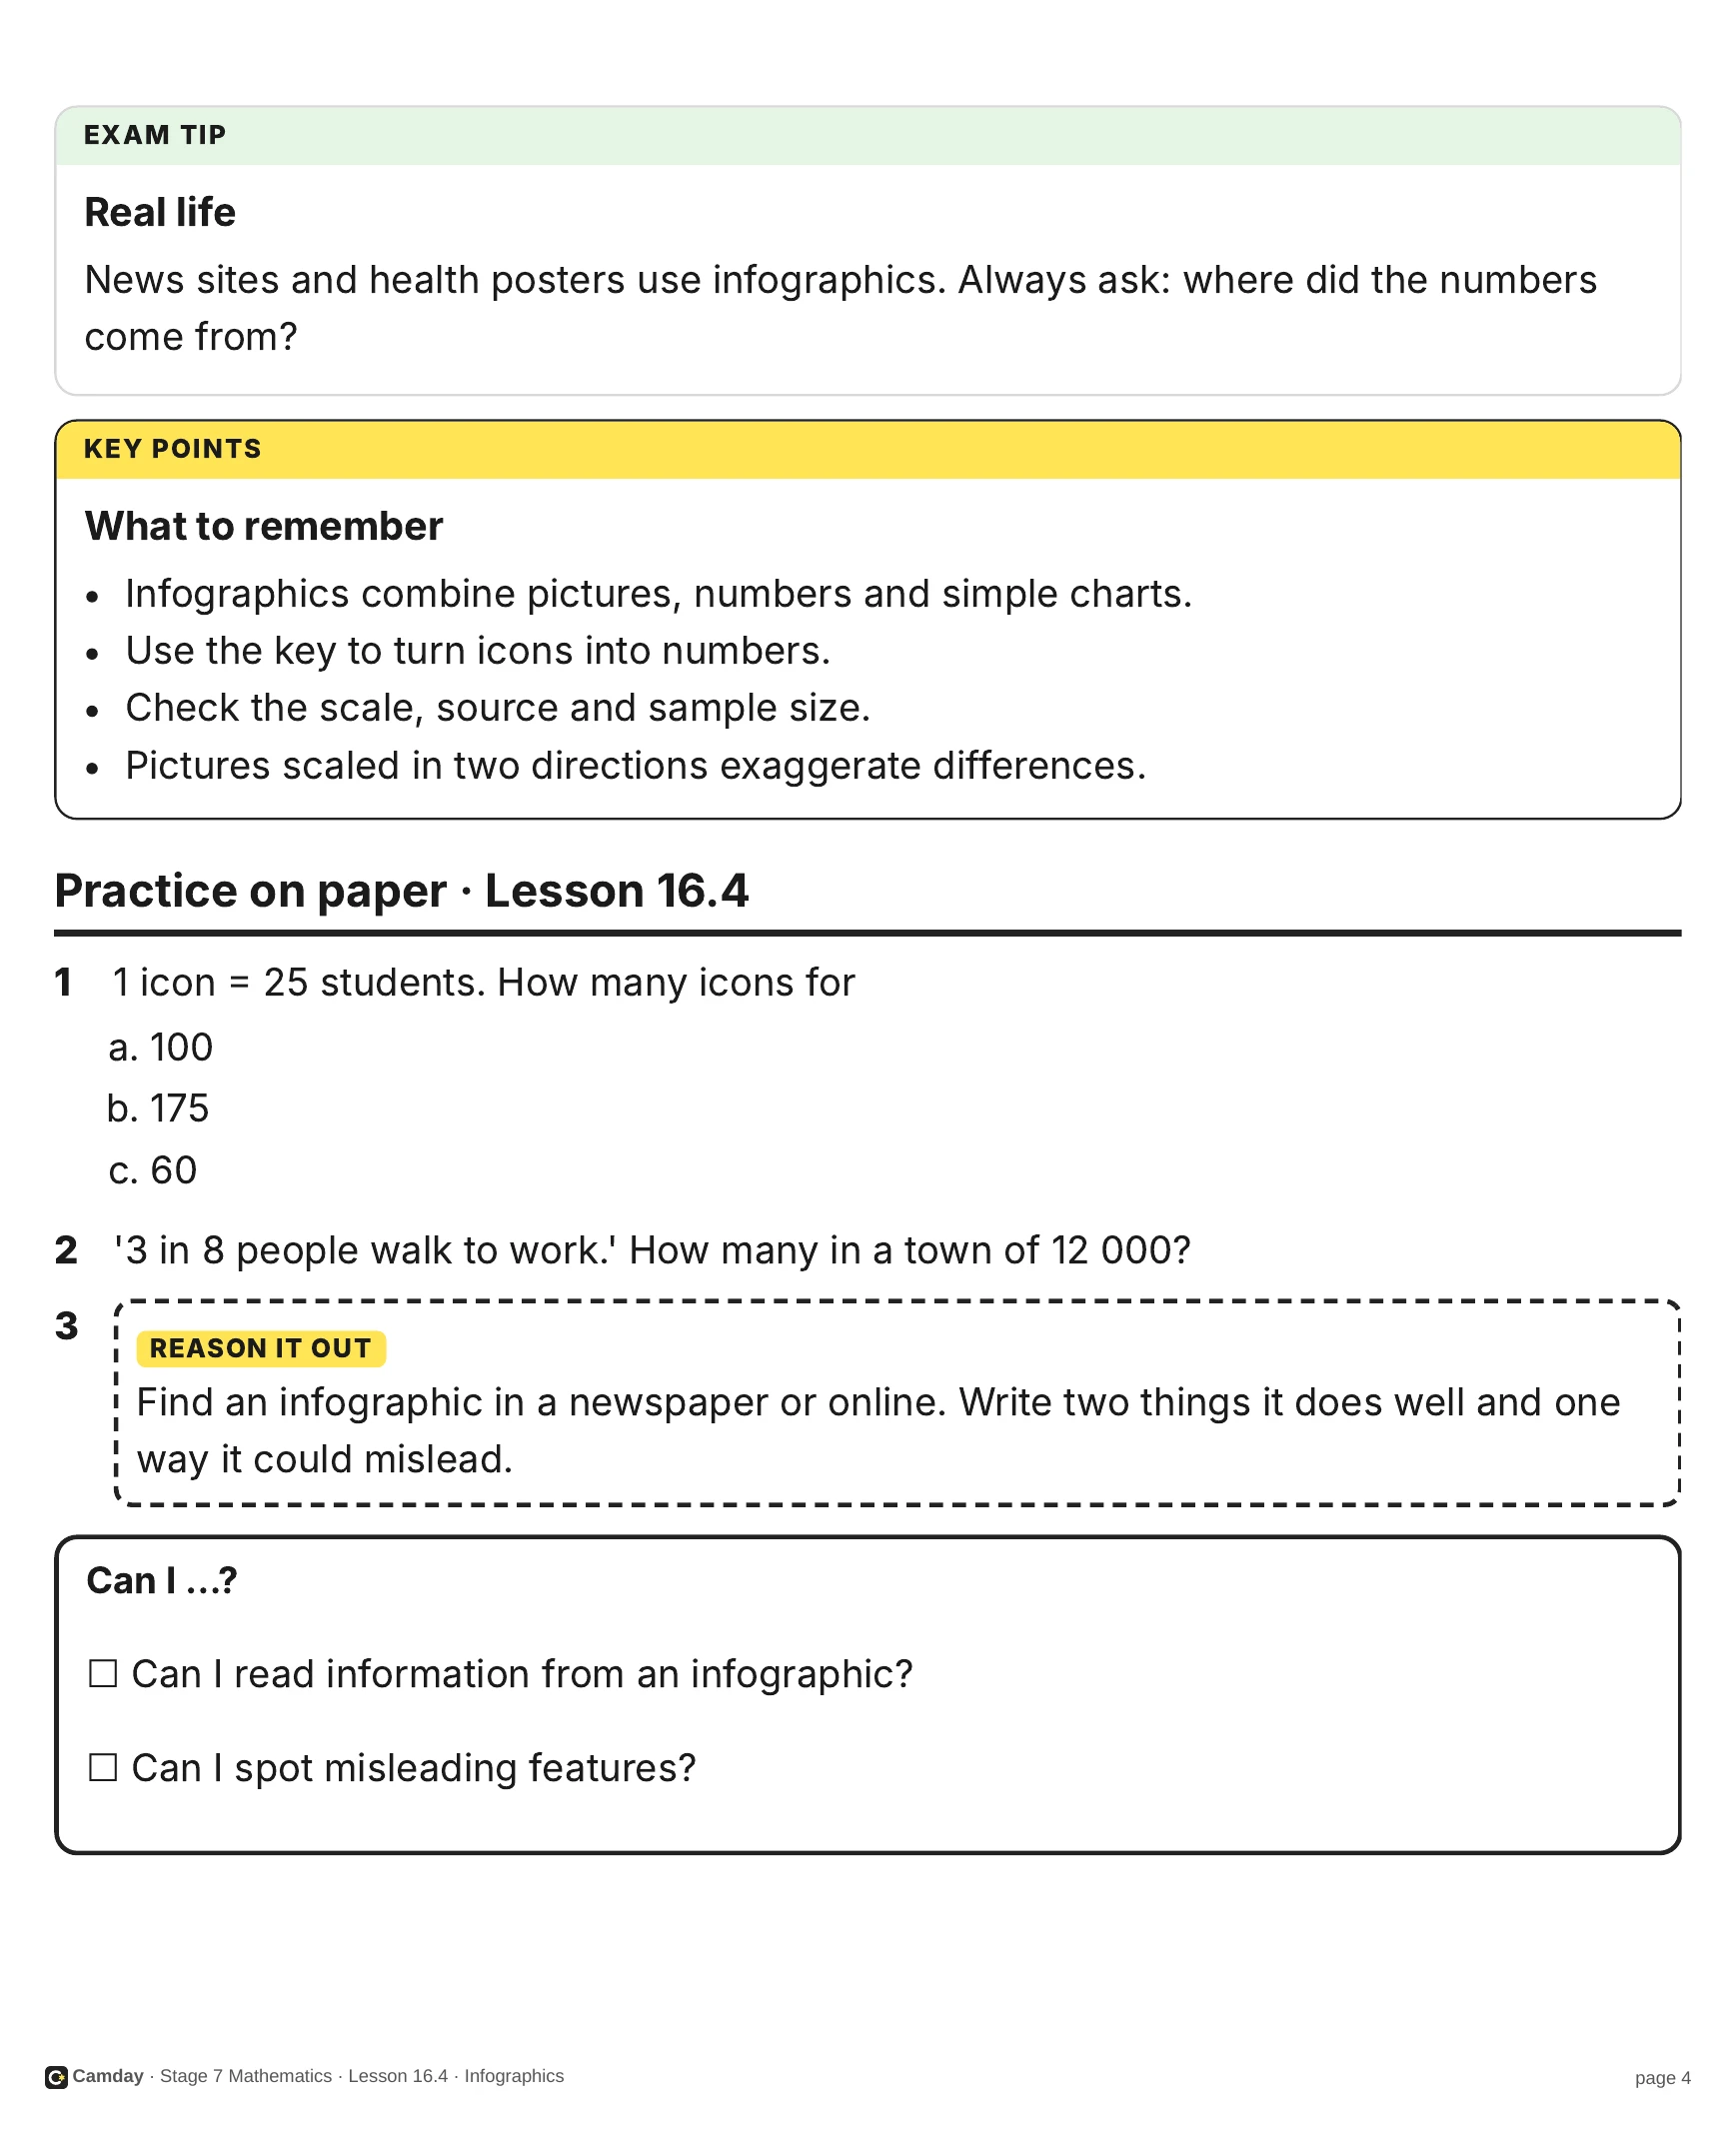 EXAM TIP
Real life
News sites and health posters use infographics. Always ask: where did the numbers
come from?
KEY POINTS
What to remember
• Infographics combine pictures, numbers and simple charts.
• Use the key to turn icons into numbers.
• Check the scale, source and sample size.
• Pictures scaled in two directions exaggerate differences.
Practice on paper · Lesson 16.4
1 1 icon = 25 students. How many icons for
a. 100
b. 175
c. 60
2 '3 in 8 people walk to work.' How many in a town of 12 000?
3
REASON IT OUT
Find an infographic in a newspaper or online. Write two things it does well and one
way it could mislead.
Can I ...?
☐ Can I read information from an infographic?
☐ Can I spot misleading features?
C Camday · Stage 7 Mathematics · Lesson 16.4 · Infographics
page 4